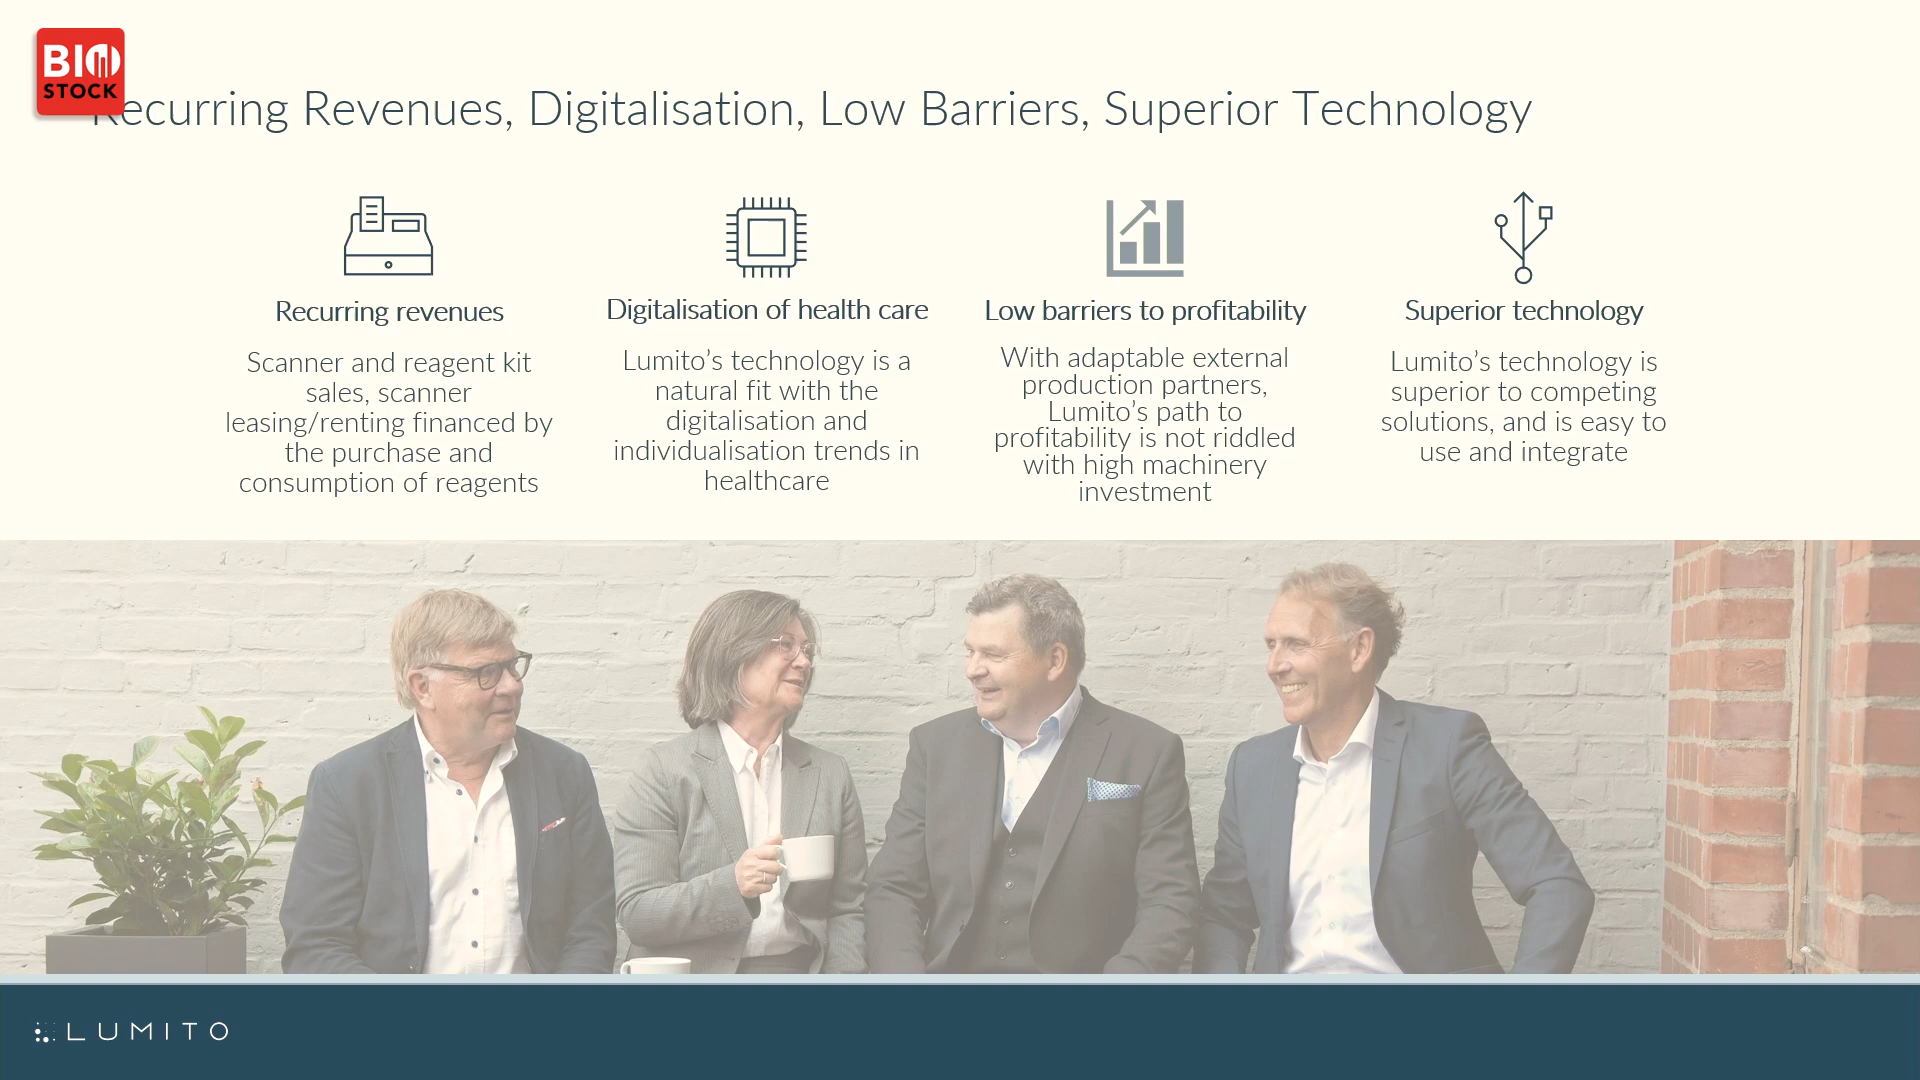 BIO
STOCK
Recurring Revenues, Digitalisation, Low Barriers, Superior Technology
Recurring revenues
Scanner and reagent kit
sales, scanner
leasing/renting financed by
the purchase and
consumption of reagents
Digitalisation of health care
Lumito’s technology is a
natural fit with the
digitalisation and
individualisation trends in
healthcare
Low barriers to profitability
With adaptable external
production partners,
Lumito’s path to
profitability is not riddled
with high machinery
investment
Superior technology
Lumito’s technology is
superior to competing
solutions, and is easy to
use and integrate
LUMITO